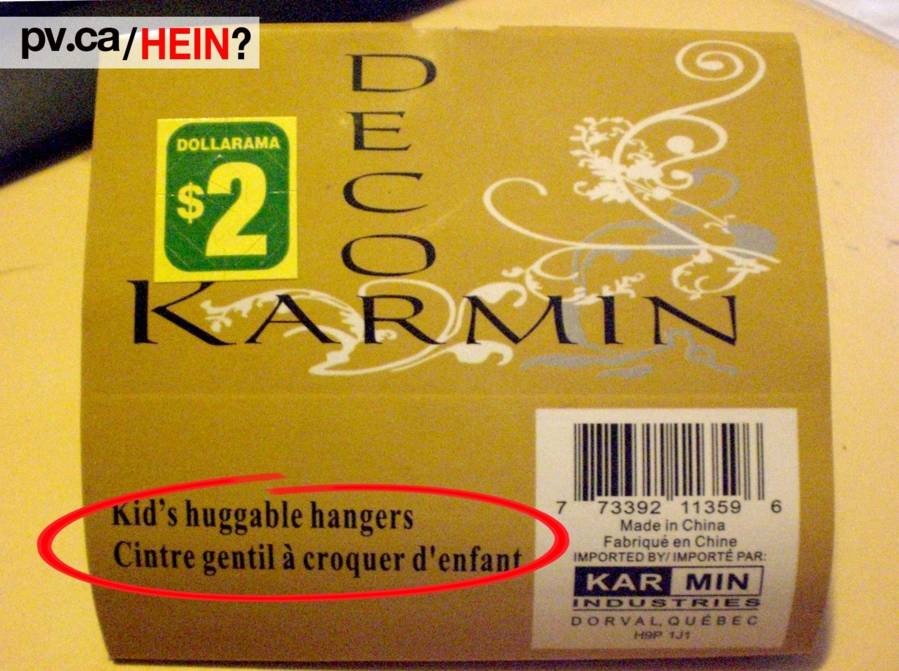 pv.ca/HEIN?
DECOR
DOLLARAMA
$2
KARMIN
Kid's huggable hangers
Cintre gentil à croquer d'enfant
7 73392 11359 6
Made in China
Fabriqué en Chine
IMPORTED BY/ IMPORTÉ PAR:
KAR MIN
INDUSTRIES
DORVAL, QUÉBEC
H9P 1J1